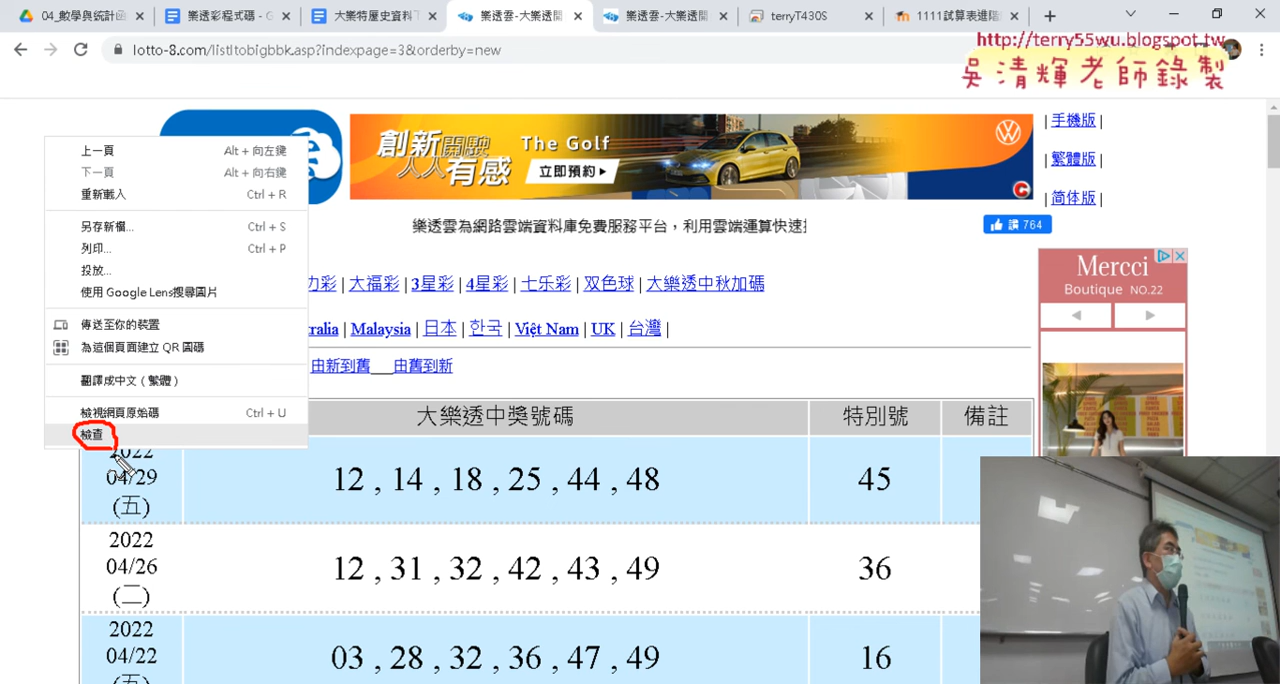 04_數學與統計函
樂透彩程式碼 - G
大樂特歷史資料下
樂透雲-大樂透開
樂透雲-大樂透開
terryT430S
1111試算表進階
lotto-8.com/listltobigbbk.asp?indexpage=3&orderby=new
http://terry55wu.blogspot.tw
吳清輝老師錄製
創新開駛
人人有感
The Golf
立即預約
| 手機版 |
| 繁體版 |
| 简体版 |
上一頁 Alt + 向左鍵
下一頁 Alt + 向右鍵
重新載入 Ctrl + R
另存新檔... Ctrl + S
列印... Ctrl + P
投放...
使用 Google Lens搜尋圖片
傳送至你的裝置
為這個頁面建立 QR 圖碼
翻譯成中文（繁體）
檢視網頁原始碼 Ctrl + U
檢查
樂透雲為網路雲端資料庫免費服務平台，利用雲端運算快速
讚 764
力彩 | 大福彩 | 3星彩 | 4星彩 | 七乐彩 | 双色球 | 大樂透中秋加碼
ralia | Malaysia | 日本 | 한국 | Việt Nam | UK | 台灣 |
由新到舊___由舊到新
Mercci
Boutique NO.22
大樂透中獎號碼 特別號 備註
2022
04/29
(五)
12 , 14 , 18 , 25 , 44 , 48 45
2022
04/26
(二)
12 , 31 , 32 , 42 , 43 , 49 36
2022
04/22
03 , 28 , 32 , 36 , 47 , 49 16